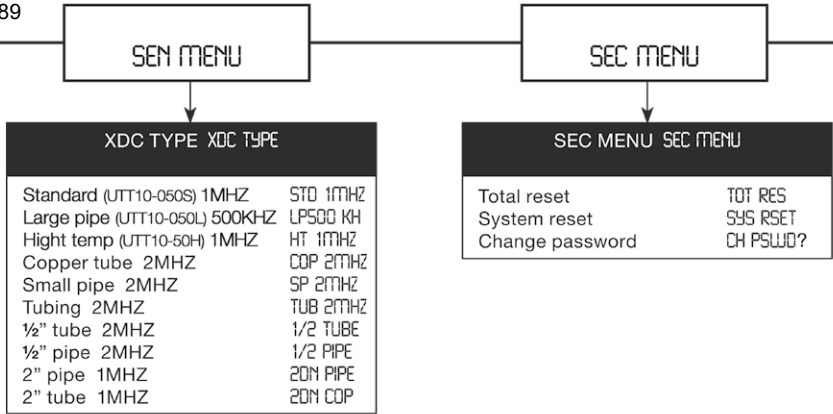 89
SEN MENU
SEC MENU
XDC TYPE XDC TYPE
Standard (UTT10-050S) 1MHZ STD 1MHZ
Large pipe (UTT10-050L) 500KHZ LP500 KH
Hight temp (UTT10-50H) 1MHZ HT 1MHZ
Copper tube 2MHZ COP 2MHZ
Small pipe 2MHZ SP 2MHZ
Tubing 2MHZ TUB 2MHZ
½” tube 2MHZ 1/2 TUBE
½” pipe 2MHZ 1/2 PIPE
2” pipe 1MHZ 2DN PIPE
2” tube 1MHZ 2DN COP
SEC MENU SEC MENU
Total reset TOT RES
System reset SYS RSET
Change password CH PSWD?